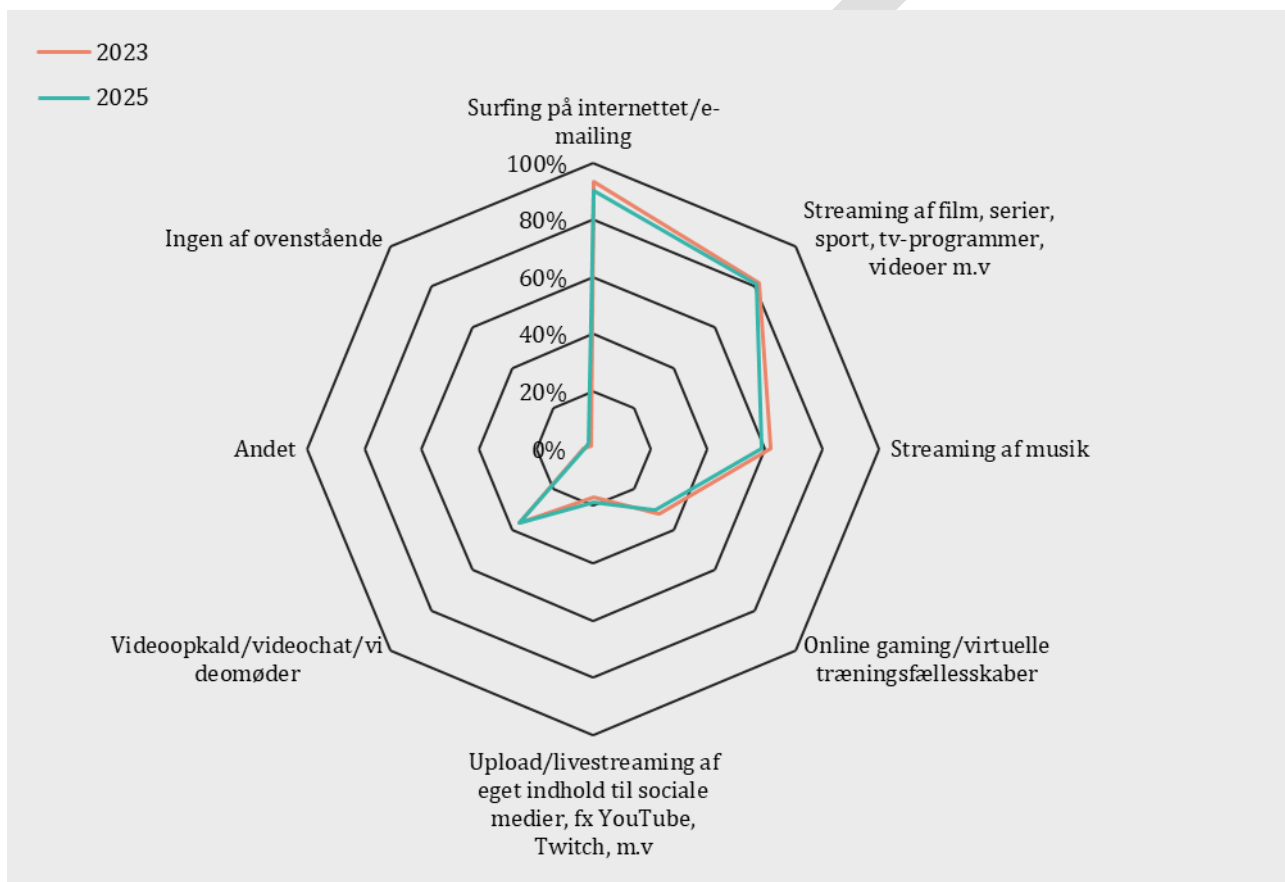 2023
2025
Surfing på internettet/e-
mailing
100%
80%
60%
40%
20%
0%
Streaming af film, serier,
sport, tv-programmer,
videoer m.v
Streaming af musik
Online gaming/virtuelle
træningsfællesskaber
Upload/livestreaming af
eget indhold til sociale
medier, fx YouTube,
Twitch, m.v
Videoopkald/videochat/vi
deomøder
Andet
Ingen af ovenstående